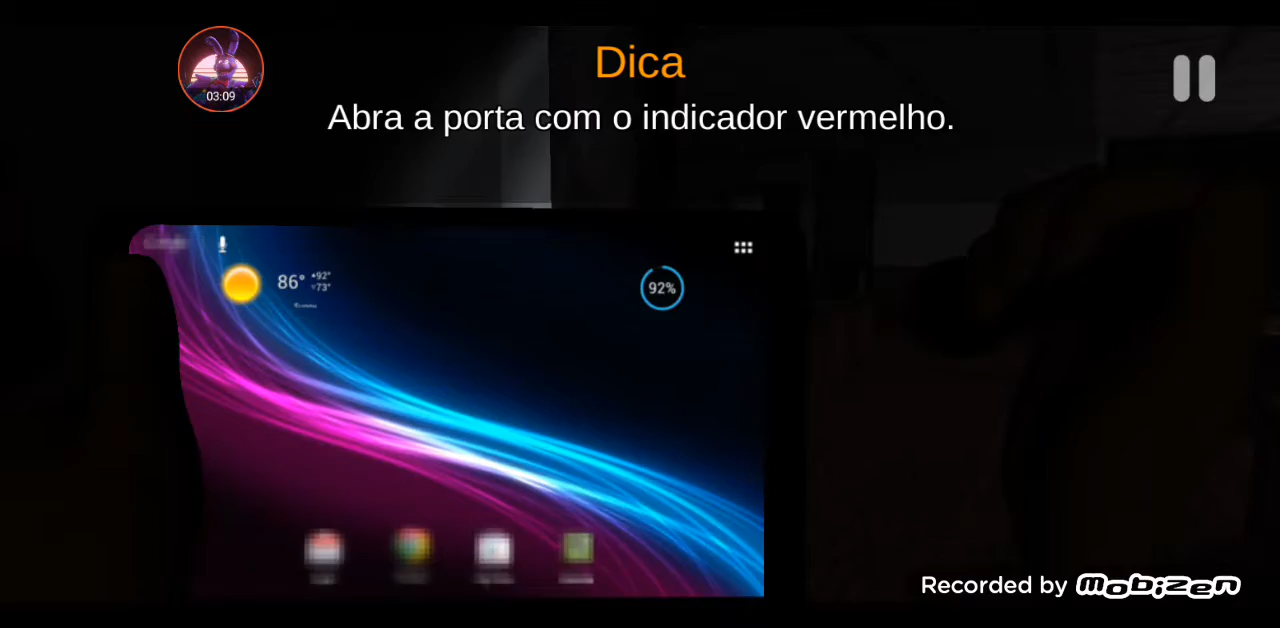 Dica
03:09
Abra a porta com o indicador vermelho.
86° ▲92°
▽73°
92%
Recorded by mobizen